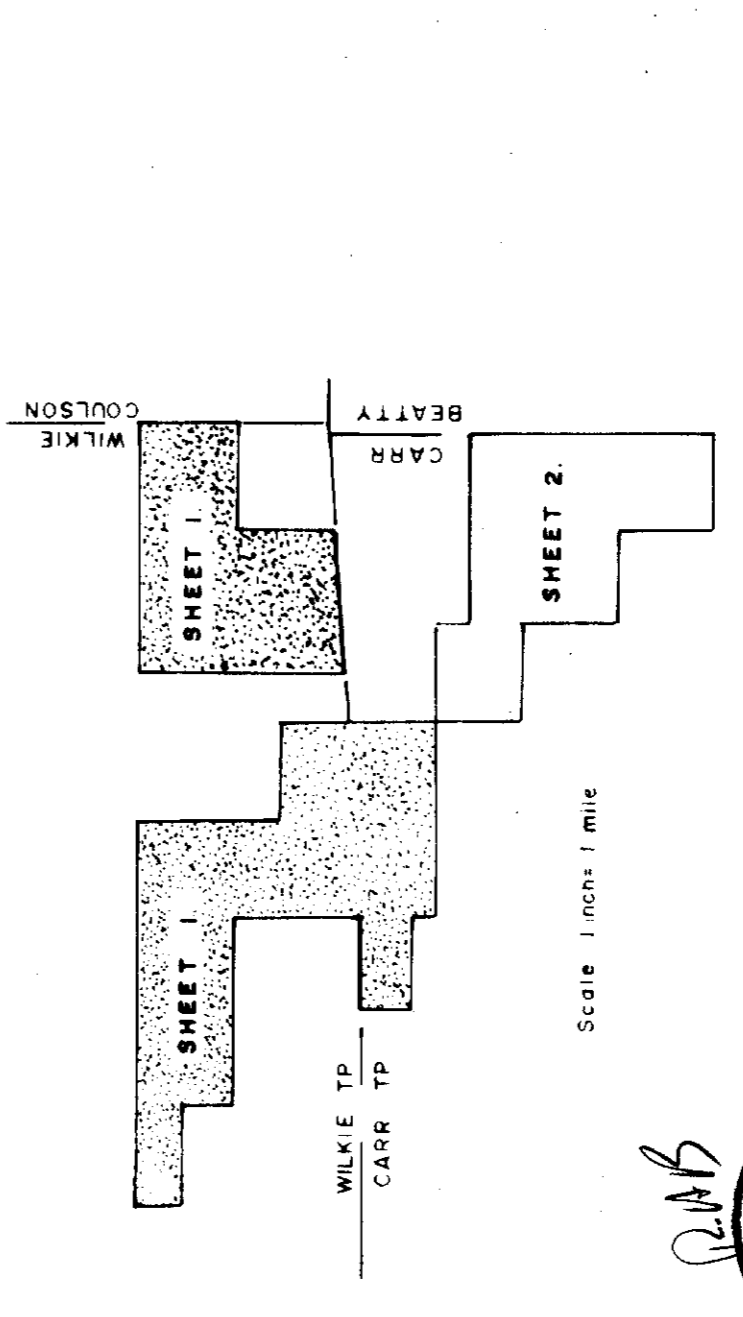 WILKIE
COULSON
CARR
BEATTY
SHEET 1
SHEET 1
SHEET 2.
WILKIE TP
CARR TP
Scale 1 inch = 1 mile